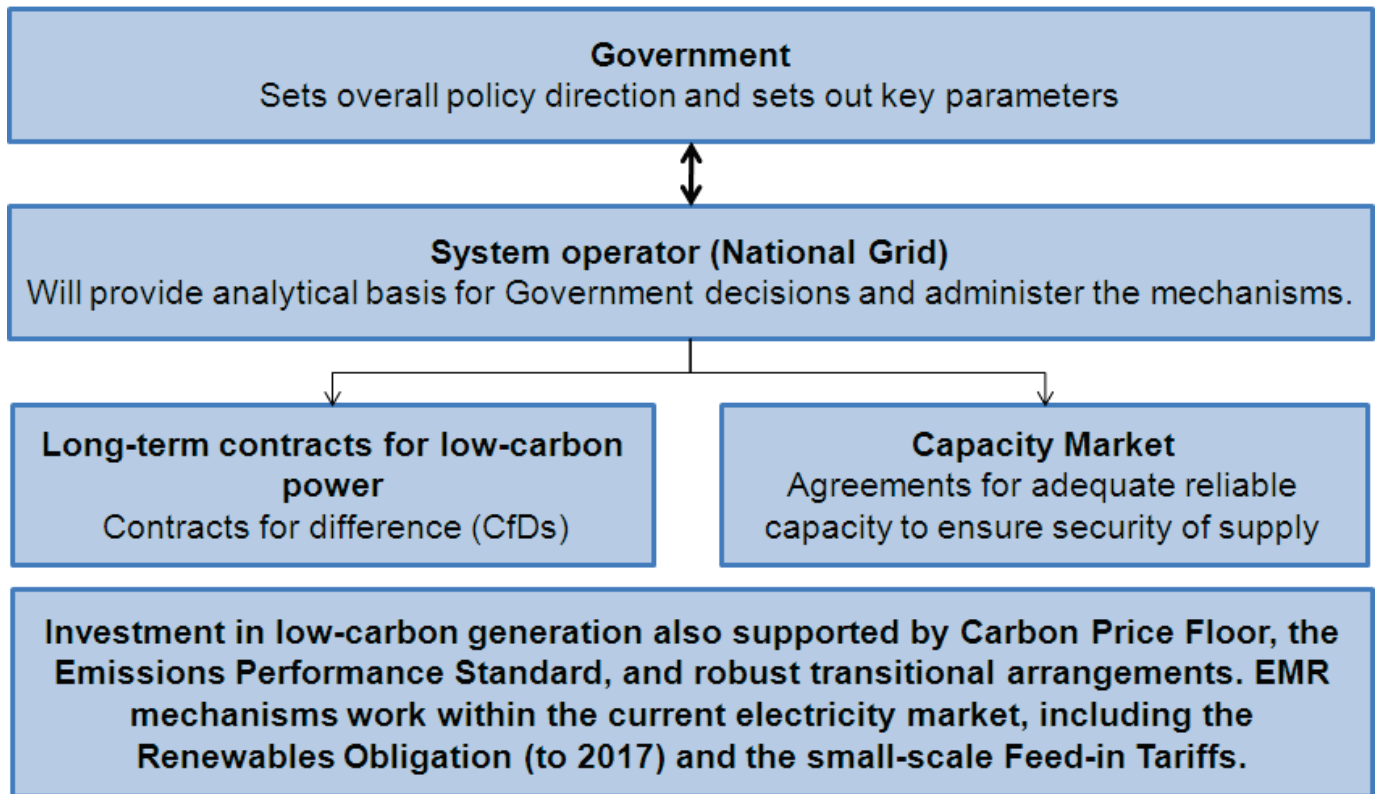 Government
Sets overall policy direction and sets out key parameters
System operator (National Grid)
Will provide analytical basis for Government decisions and administer the mechanisms.
Long-term contracts for low-carbon
power
Contracts for difference (CfDs)
Capacity Market
Agreements for adequate reliable
capacity to ensure security of supply
Investment in low-carbon generation also supported by Carbon Price Floor, the
Emissions Performance Standard, and robust transitional arrangements. EMR
mechanisms work within the current electricity market, including the
Renewables Obligation (to 2017) and the small-scale Feed-in Tariffs.